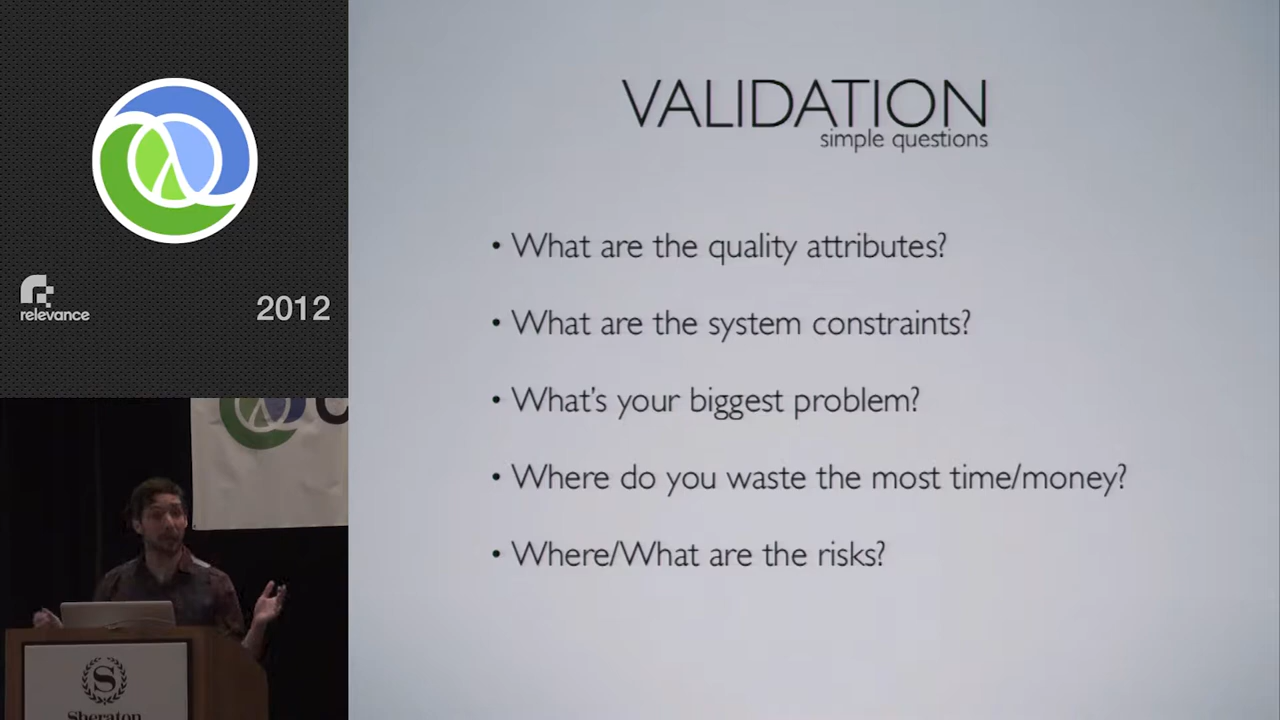 relevance
2012
VALIDATION
simple questions
• What are the quality attributes?
• What are the system constraints?
• What's your biggest problem?
• Where do you waste the most time/money?
• Where/What are the risks?
S
Sheraton